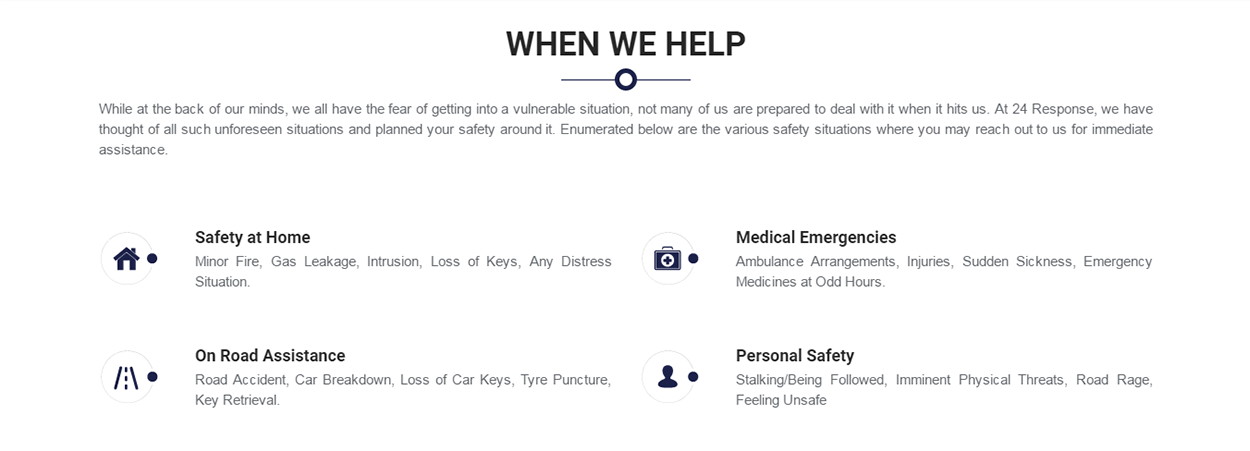 WHEN WE HELP
While at the back of our minds, we all have the fear of getting into a vulnerable situation, not many of us are prepared to deal with it when it hits us. At 24 Response, we have
thought of all such unforeseen situations and planned your safety around it. Enumerated below are the various safety situations where you may reach out to us for immediate
assistance.
Safety at Home
Minor Fire, Gas Leakage, Intrusion, Loss of Keys, Any Distress
Situation.
Medical Emergencies
Ambulance Arrangements, Injuries, Sudden Sickness, Emergency
Medicines at Odd Hours.
On Road Assistance
Road Accident, Car Breakdown, Loss of Car Keys, Tyre Puncture,
Key Retrieval.
Personal Safety
Stalking/Being Followed, Imminent Physical Threats, Road Rage,
Feeling Unsafe